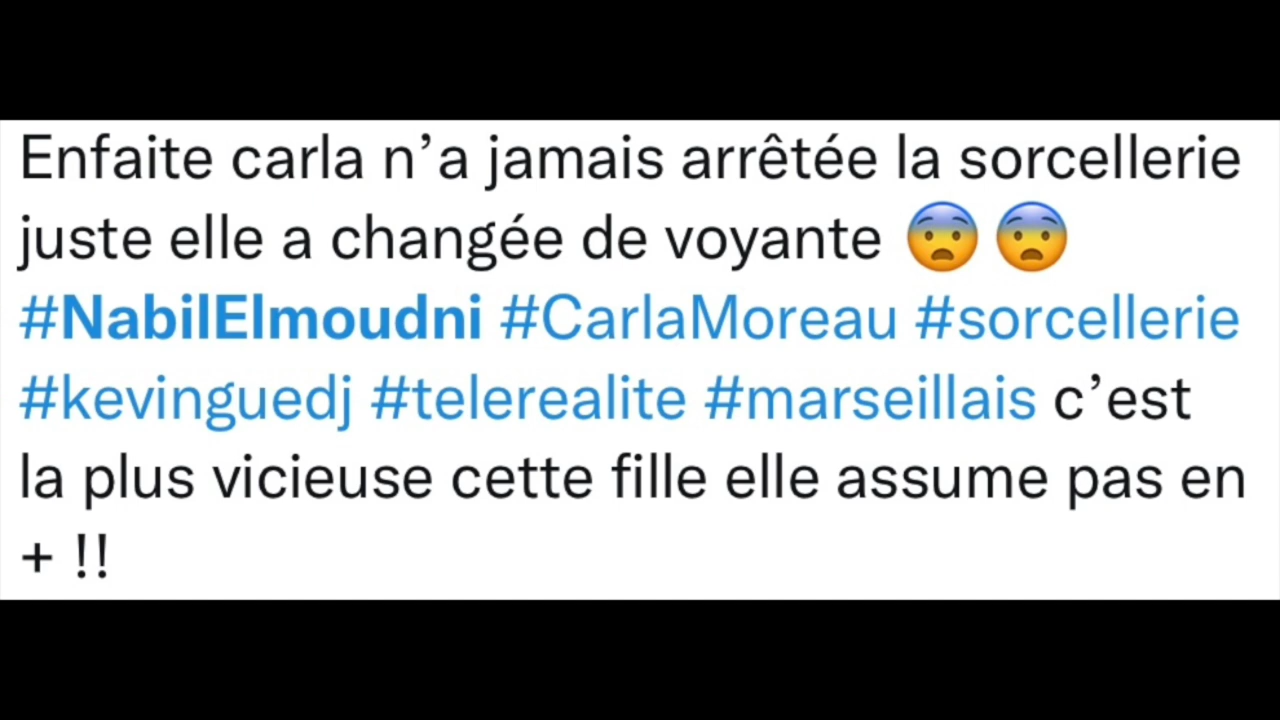 Enfaite carla n’a jamais arrêtée la sorcellerie
juste elle a changée de voyante 😨 😨
#NabilElmoudni #CarlaMoreau #sorcellerie
#kevinguedj #telerealite #marseillais c’est
la plus vicieuse cette fille elle assume pas en
+ !!